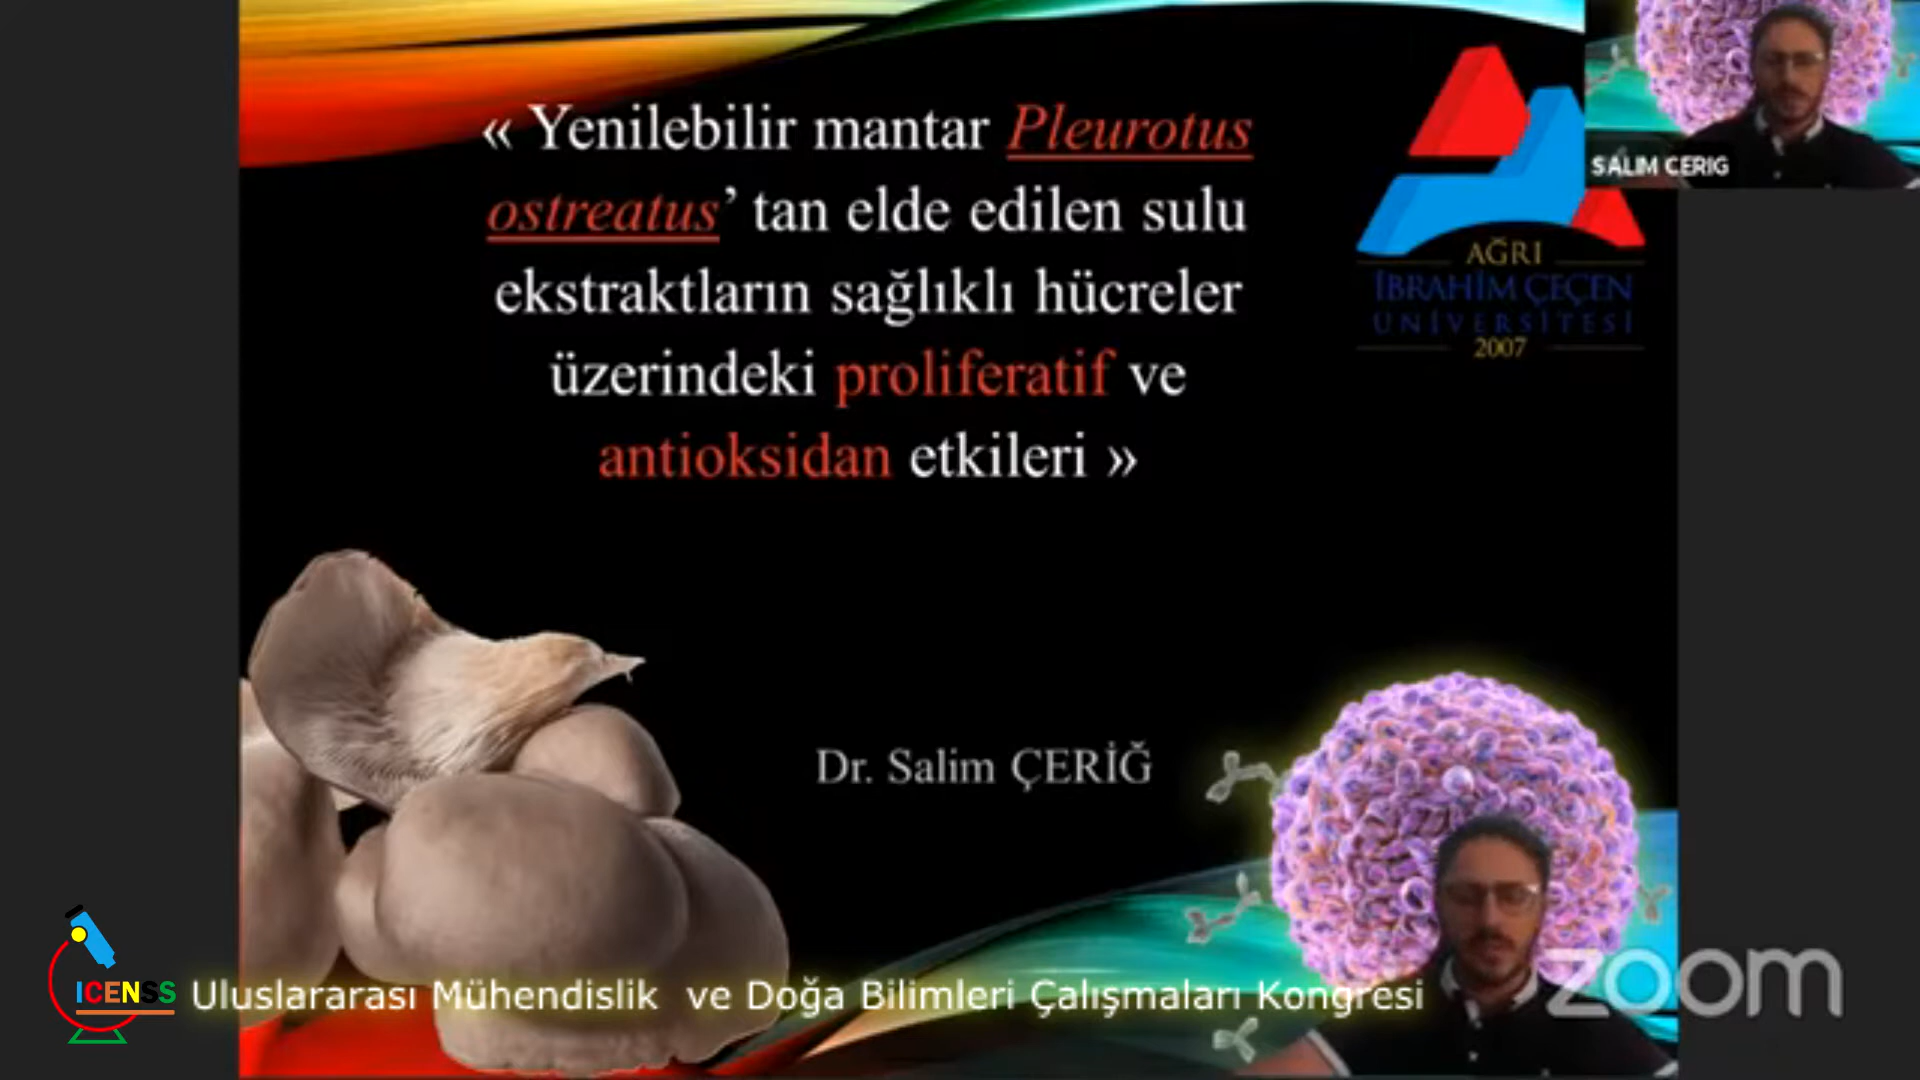 « Yenilebilir mantar Pleurotus
ostreatus’ tan elde edilen sulu
ekstraktların sağlıklı hücreler
üzerindeki proliferatif ve
antioksidan etkileri »
AĞRI
İBRAHİM ÇEÇEN
ÜNİVERSİTESİ
2007
SALIM CERIG
Dr. Salim ÇERİĞ
ICENSS Uluslararası Mühendislik ve Doğa Bilimleri Çalışmaları Kongresi
zoom